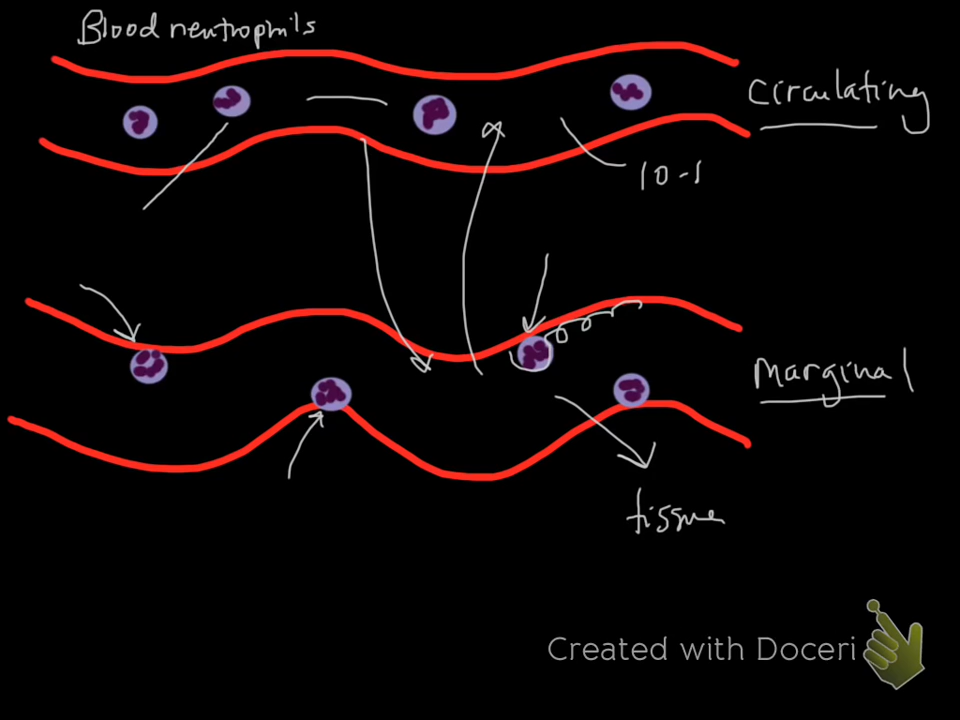 Blood neutrophils
Circulating
10-1
Marginal
tissue
Created with Doceri